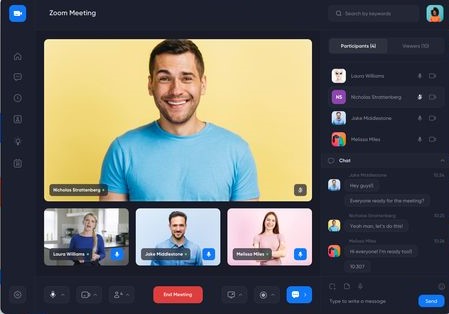 Zoom Meeting
Search by keywords
Nicholas Strattenberg
Laura Williams
Jake Middlestone
Melissa Miles
End Meeting
Participants (4)
Viewers (10)
Laura Williams
NS
Nicholas Strattenberg
Jake Middlestone
Melissa Miles
Chat
Jake Middlestone
Hey guys!!
Everyone ready for the meeting?
Nicholas Strattenberg
10:25
Yeah man, let's do this!
Melissa Miles
Hi everyone! I'm ready too!!
10:30?
Type to write a message
Send